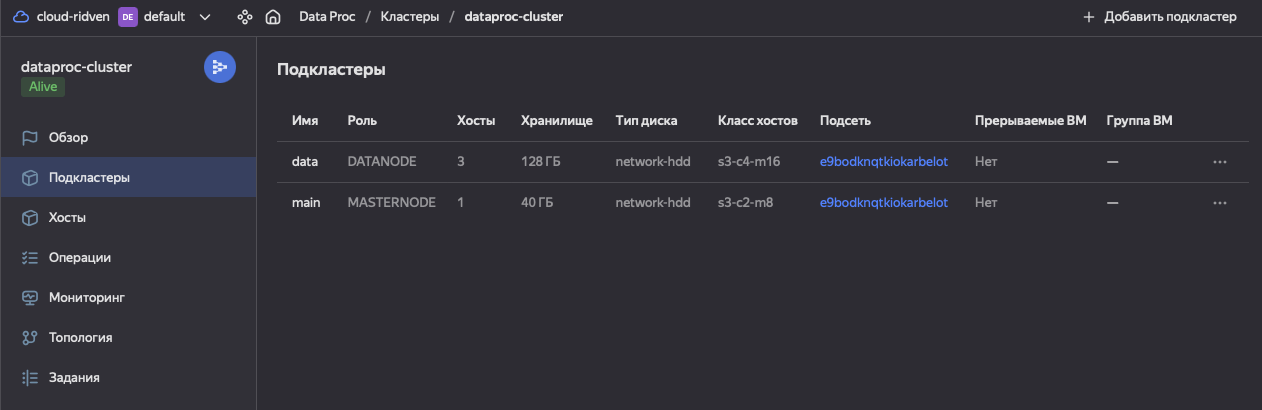 cloud-ridven DE default Data Proc / Кластеры / dataproc-cluster + Добавить подкластер
dataproc-cluster
Alive
Обзор
Подкластеры
Хосты
Операции
Мониторинг
Топология
Задания
Подкластеры
Имя Роль Хосты Хранилище Тип диска Класс хостов Подсеть Прерываемые ВМ Группа ВМ
data DATANODE 3 128 ГБ network-hdd s3-c4-m16 e9bodknqtkiokarbelot Нет — ···
main MASTERNODE 1 40 ГБ network-hdd s3-c2-m8 e9bodknqtkiokarbelot Нет — ···